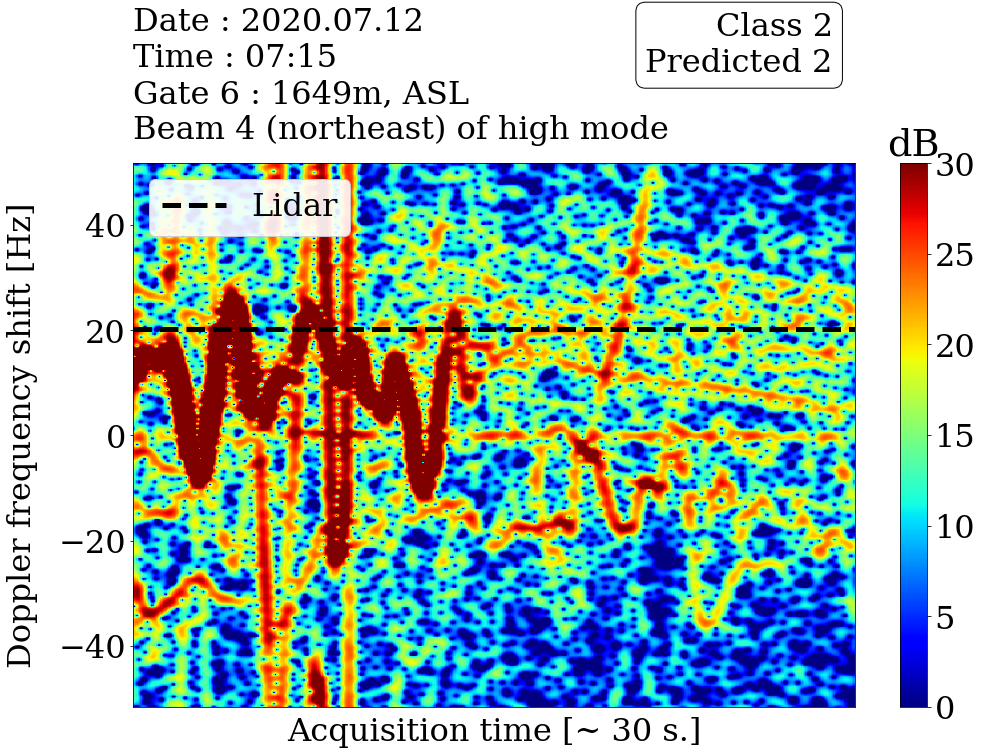 Date : 2020.07.12
Time : 07:15
Gate 6 : 1649m, ASL
Beam 4 (northeast) of high mode
Class 2
Predicted 2
dB
Lidar
Doppler frequency shift [Hz]
40
20
0
−20
−40
30
25
20
15
10
5
0
Acquisition time [~ 30 s.]